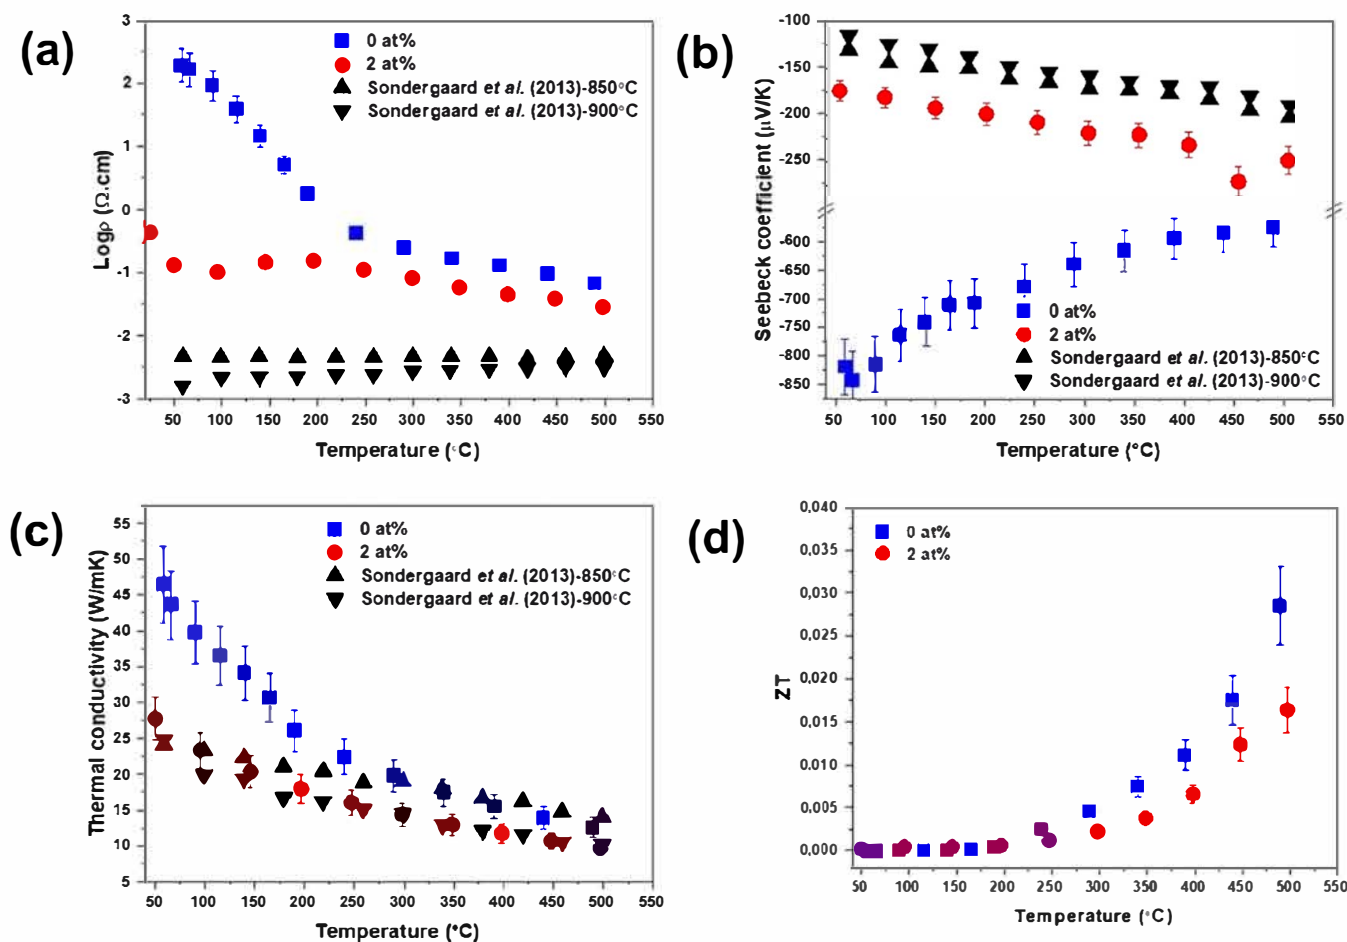 (a)
Logρ (Ω.cm)
3
2
1
0
-1
-2
-3
0 at%
2 at%
Sondergaard et al. (2013)-850°C
Sondergaard et al. (2013)-900°C
50 100 150 200 250 300 350 400 450 500 550
Temperature (°C)
(b)
Seebeck coefficient (μV/K)
-100
-150
-200
-250
-600
-650
-700
-750
-800
-850
0 at%
2 at%
Sondergaard et al. (2013)-850°C
Sondergaard et al. (2013)-900°C
50 100 150 200 250 300 350 400 450 500 550
Temperature (°C)
(c)
Thermal conductivity (W/mK)
55
50
45
40
35
30
25
20
15
10
5
0 at%
2 at%
Sondergaard et al. (2013)-850°C
Sondergaard et al. (2013)-900°C
50 100 150 200 250 300 350 400 450 500 550
Temperature (°C)
(d)
ZT
0,040
0,035
0,030
0,025
0,020
0,015
0,010
0,005
0,000
0 at%
2 at%
50 100 150 200 250 300 350 400 450 500 550
Temperature (°C)